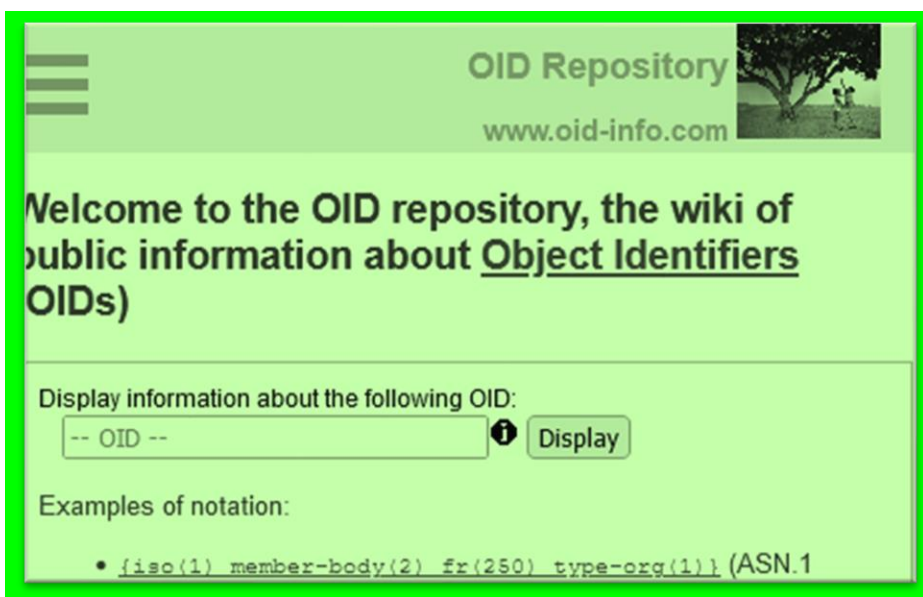 OID Repository
www.oid-info.com
Welcome to the OID repository, the wiki of
public information about Object Identifiers
OIDs)
Display information about the following OID:
-- OID --
Display
Examples of notation:
• {iso(1) member-body(2) fr(250) type-org(1)} (ASN.1